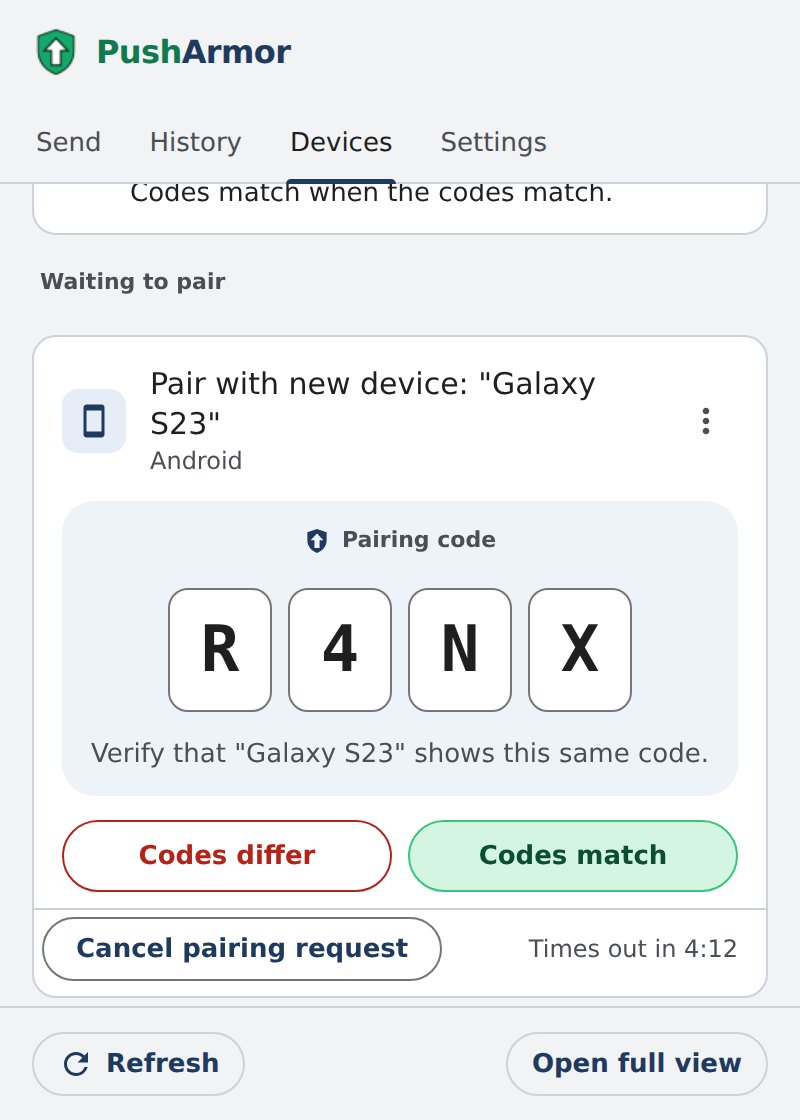 PushArmor
Send History Devices Settings
Codes match when the codes match.
Waiting to pair
Pair with new device: "Galaxy
S23"
Android
Pairing code
R 4 N X
Verify that "Galaxy S23" shows this same code.
Codes differ Codes match
Cancel pairing request Times out in 4:12
Refresh Open full view